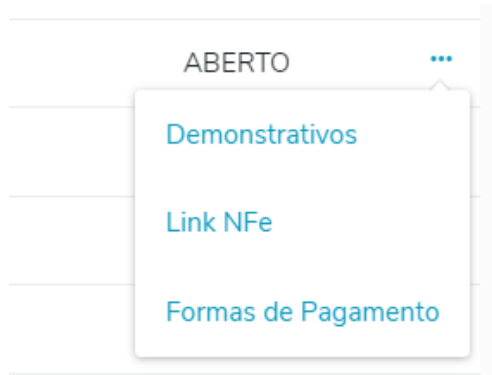 ABERTO ...
Demonstrativos
Link NFe
Formas de Pagamento